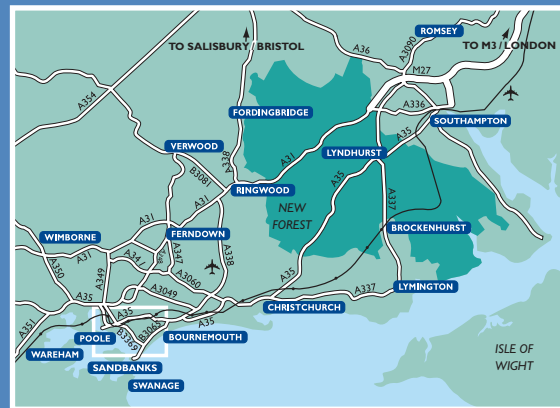 ROMSEY
TO SALISBURY/BRISTOL
A36
A3090
TO M3/LONDON
M27
A354
FORDINGBRIDGE
A336
SOUTHAMPTON
VERWOOD
A338
A35
LYNDHURST
B3081
A31
RINGWOOD
A35
A337
NEW
FOREST
A31
A31
WIMBORNE
FERNDOWN
BROCKENHURST
A31
A341
A347
A338
A350
A349
A3060
A35
LYMINGTON
A337
A35
A3049
CHRISTCHURCH
A351
A35
B3065
A35
POOLE
B3369
BOURNEMOUTH
WAREHAM
SANDBANKS
ISLE OF
WIGHT
SWANAGE